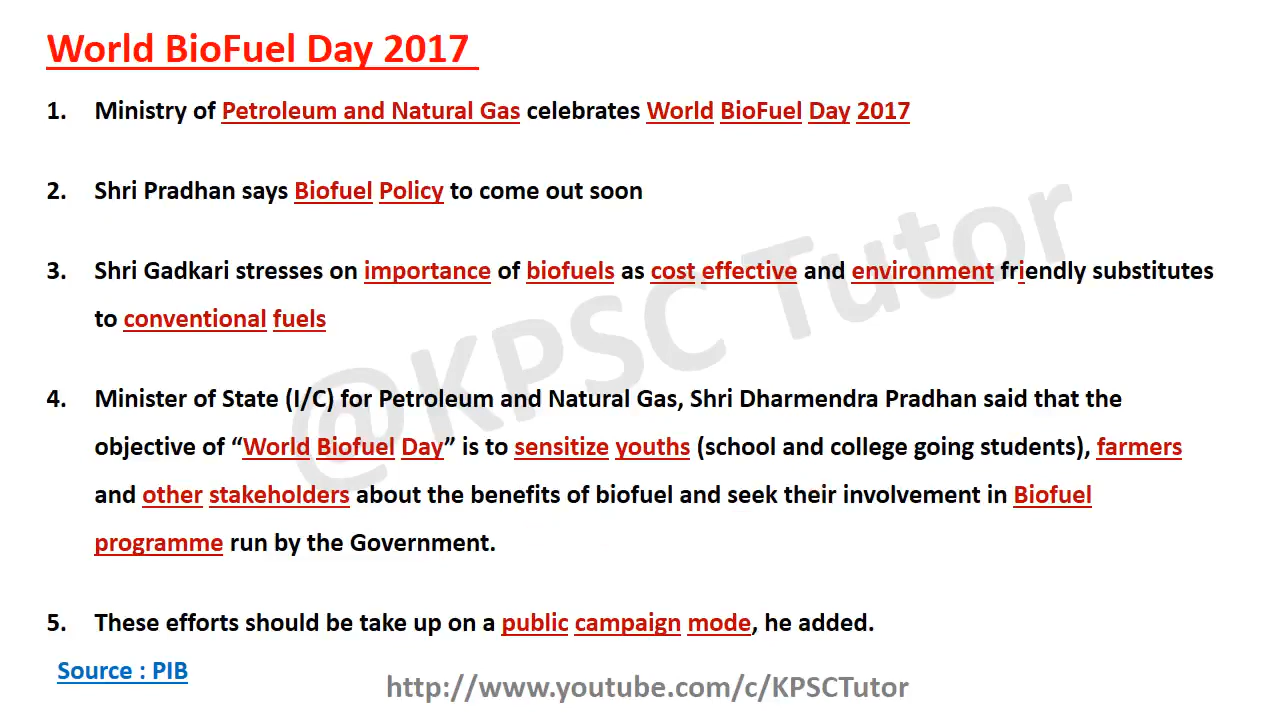 World BioFuel Day 2017
1. Ministry of Petroleum and Natural Gas celebrates World BioFuel Day 2017
2. Shri Pradhan says Biofuel Policy to come out soon
3. Shri Gadkari stresses on importance of biofuels as cost effective and environment friendly substitutes
to conventional fuels
4. Minister of State (I/C) for Petroleum and Natural Gas, Shri Dharmendra Pradhan said that the
objective of “World Biofuel Day” is to sensitize youths (school and college going students), farmers
and other stakeholders about the benefits of biofuel and seek their involvement in Biofuel
programme run by the Government.
5. These efforts should be take up on a public campaign mode, he added.
Source : PIB
http://www.youtube.com/c/KPSCTutor
@KPSC Tutor